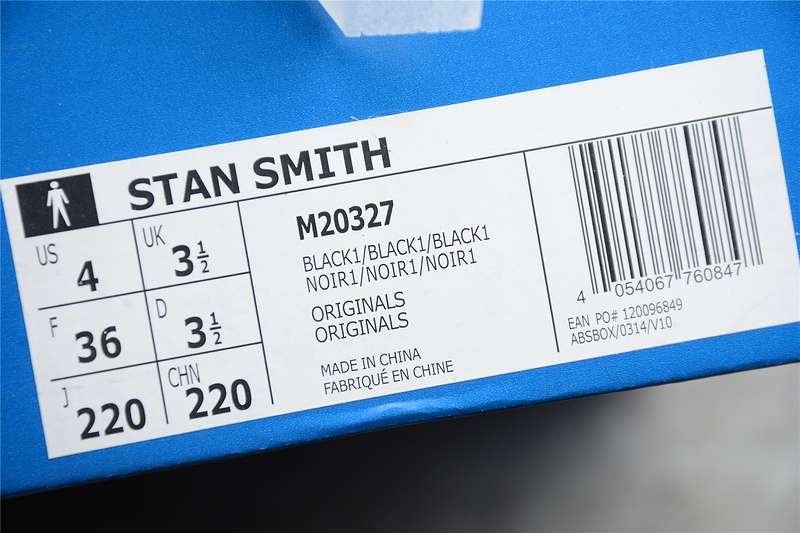 STAN SMITH
US 4
UK 3 1/2
F 36
D 3 1/2
J 220
CHN 220
M20327
BLACK1/BLACK1/BLACK1
NOIR1/NOIR1/NOIR1
ORIGINALS
ORIGINALS
MADE IN CHINA
FABRIQUÉ EN CHINE
4 054067 760847
EAN PO# 120096849
ABSBOX/0314/V10